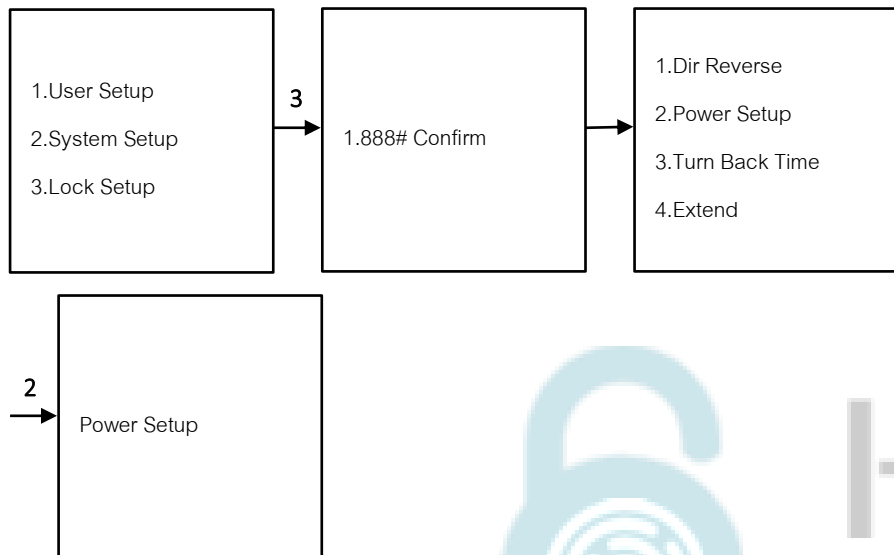 1.User Setup
2.System Setup
3.Lock Setup
3
1.888# Confirm
1.Dir Reverse
2.Power Setup
3.Turn Back Time
4.Extend
2
Power Setup